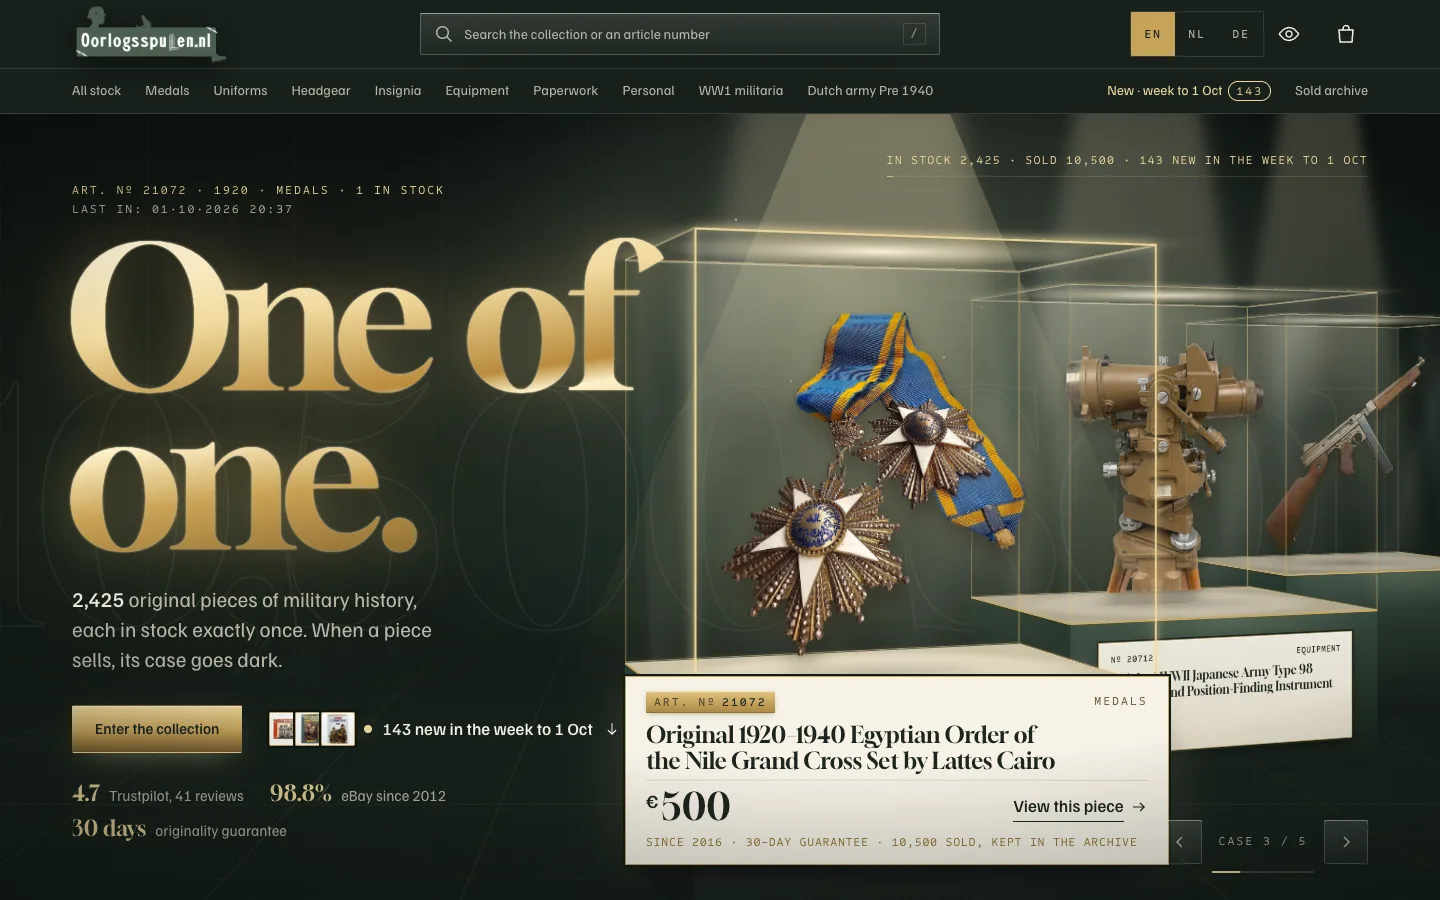 Oorlogsspullen.nl
Search the collection or an article number
/
EN NL DE
All stock Medals Uniforms Headgear Insignia Equipment Paperwork Personal WW1 militaria Dutch army Pre 1940
New · week to 1 Oct 143 Sold archive
IN STOCK 2,425 · SOLD 10,500 · 143 NEW IN THE WEEK TO 1 OCT
ART. Nº 21072 · 1920 · MEDALS · 1 IN STOCK
LAST IN: 01·10·2026 20:37
One of
one.
2,425 original pieces of military history,
each in stock exactly once. When a piece
sells, its case goes dark.
Enter the collection
143 new in the week to 1 Oct ↓
4.7 Trustpilot, 41 reviews
98.8% eBay since 2012
30 days originality guarantee
Nº 20712 EQUIPMENT
WWII Japanese Army Type 98
nd Position-Finding Instrument
ART. Nº 21072 MEDALS
Original 1920–1940 Egyptian Order of
the Nile Grand Cross Set by Lattes Cairo
€500
View this piece →
SINCE 2016 · 30-DAY GUARANTEE · 10,500 SOLD, KEPT IN THE ARCHIVE
CASE 3 / 5